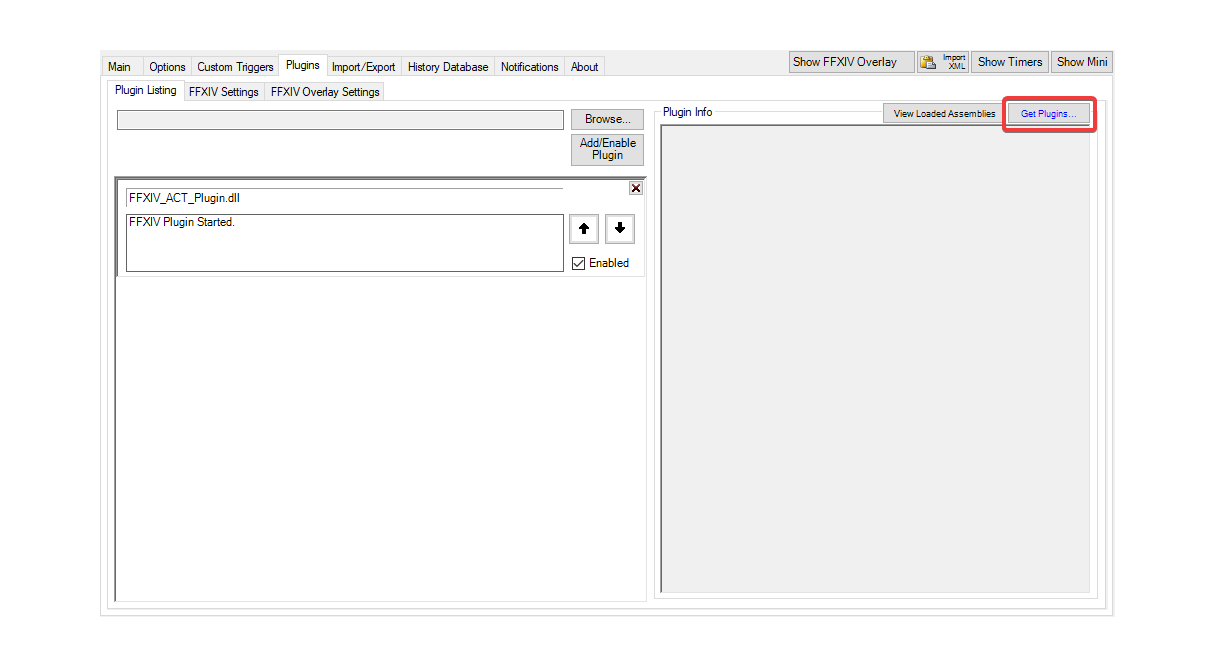 Main Options Custom Triggers Plugins Import/Export History Database Notifications About Show FFXIV Overlay Import XML Show Timers Show Mini
Plugin Listing FFXIV Settings FFXIV Overlay Settings
Browse...
Add/Enable
Plugin
Plugin Info View Loaded Assemblies Get Plugins...
FFXIV_ACT_Plugin.dll
FFXIV Plugin Started.
Enabled